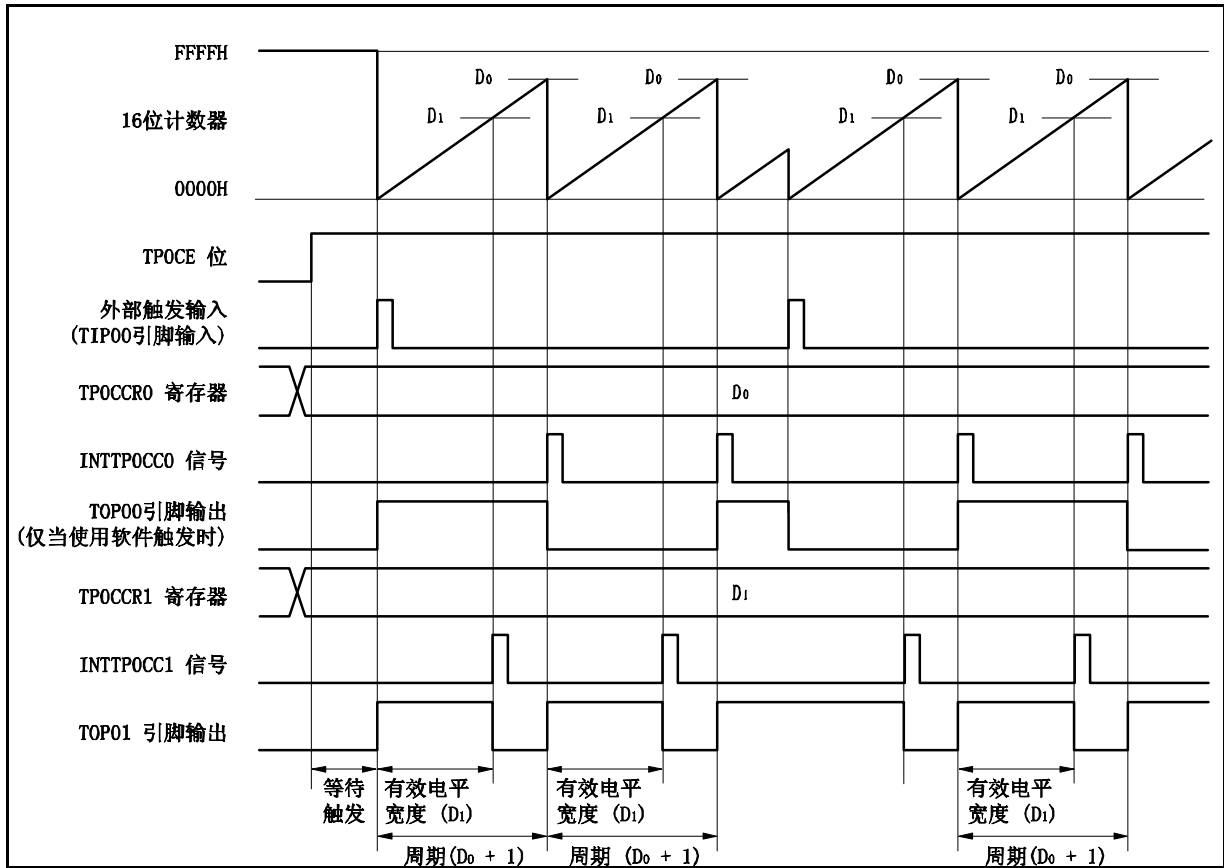 FFFFH
D0 D0 D0 D0
16位计数器
D1 D1 D1 D1
0000H
TP0CE 位
外部触发输入
(TIP00引脚输入)
TP0CCR0 寄存器
D0
INTTP0CC0 信号
TOP00引脚输出
(仅当使用软件触发时)
TP0CCR1 寄存器
D1
INTTP0CC1 信号
TOP01 引脚输出
等待
触发
有效电平
宽度 (D1)
有效电平
宽度 (D1)
有效电平
宽度 (D1)
周期(D0 + 1)
周期 (D0 + 1)
周期(D0 + 1)